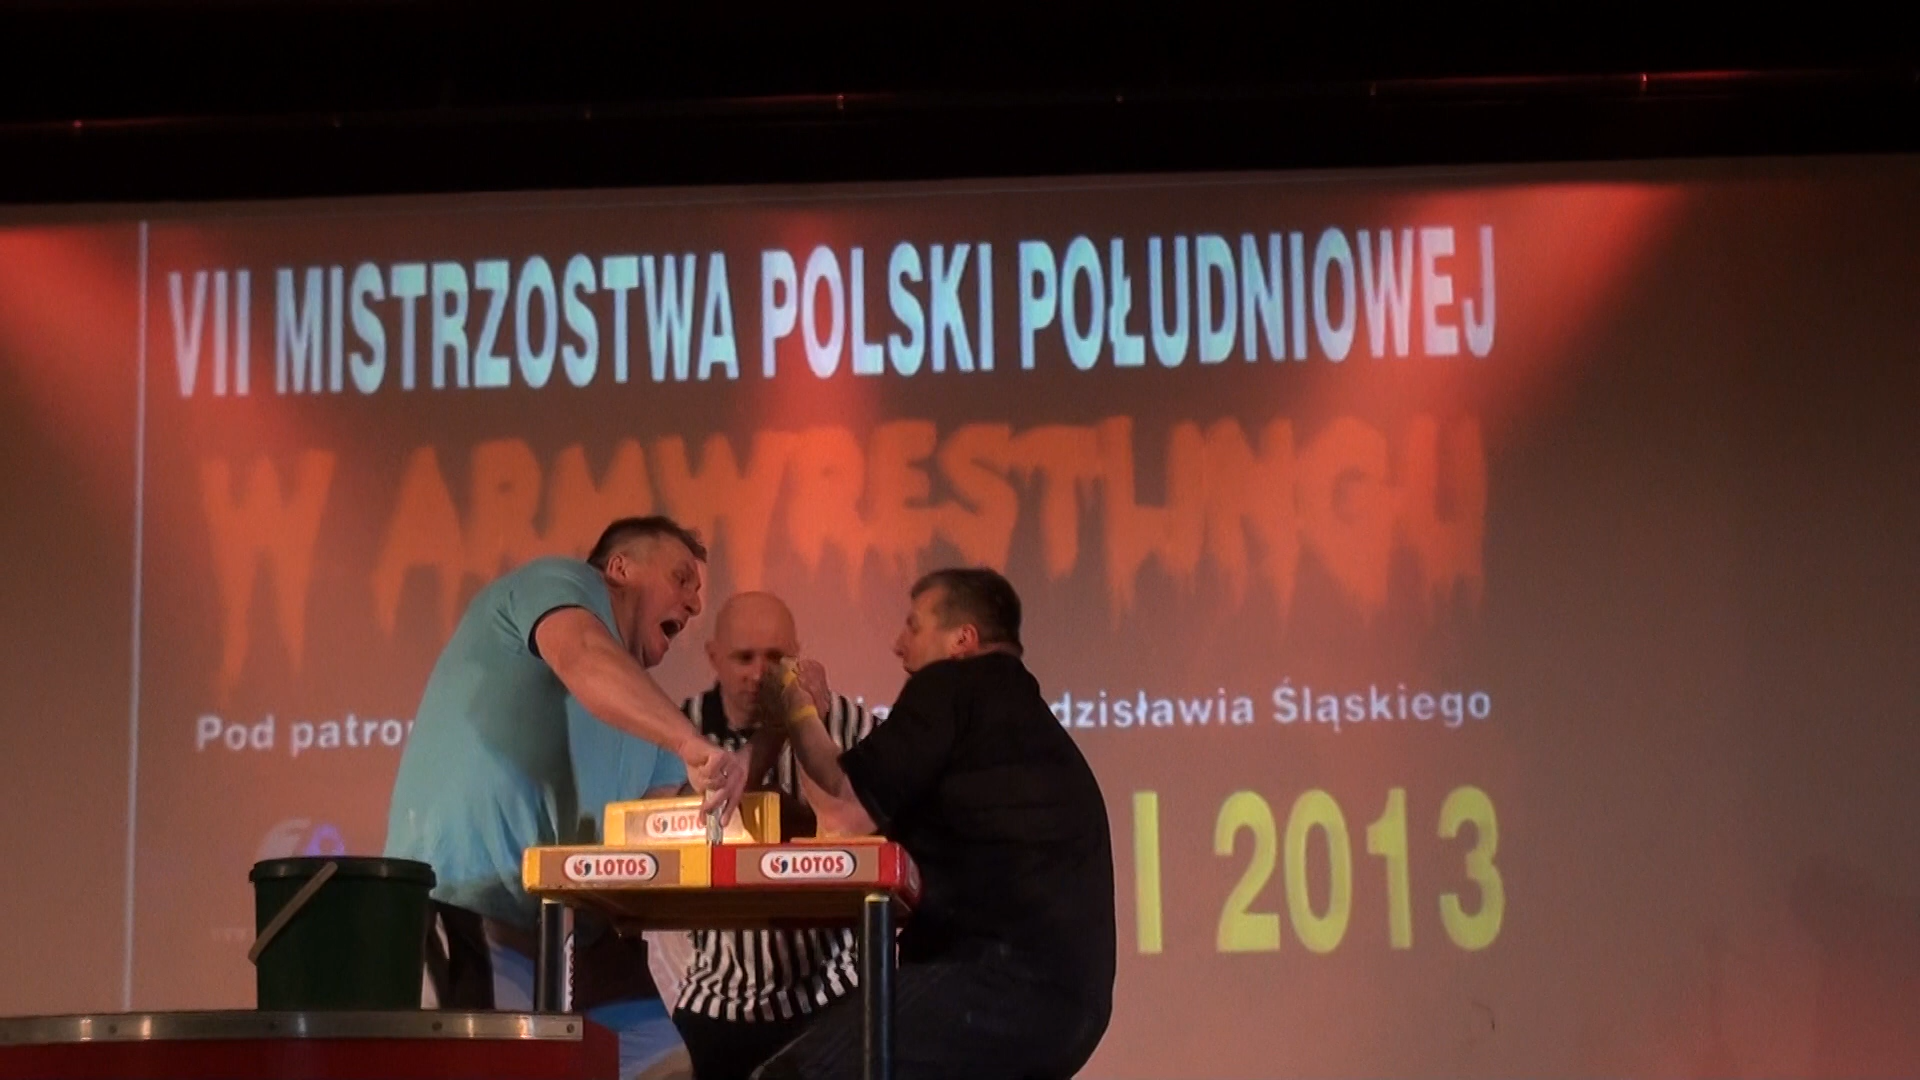 VII MISTRZOSTWA POLSKI POŁUDNIOWEJ
W ARMWRESTLINGU
Pod patro dzisławia Śląskiego
I 2013
LOTOS
LOTOS LOTOS